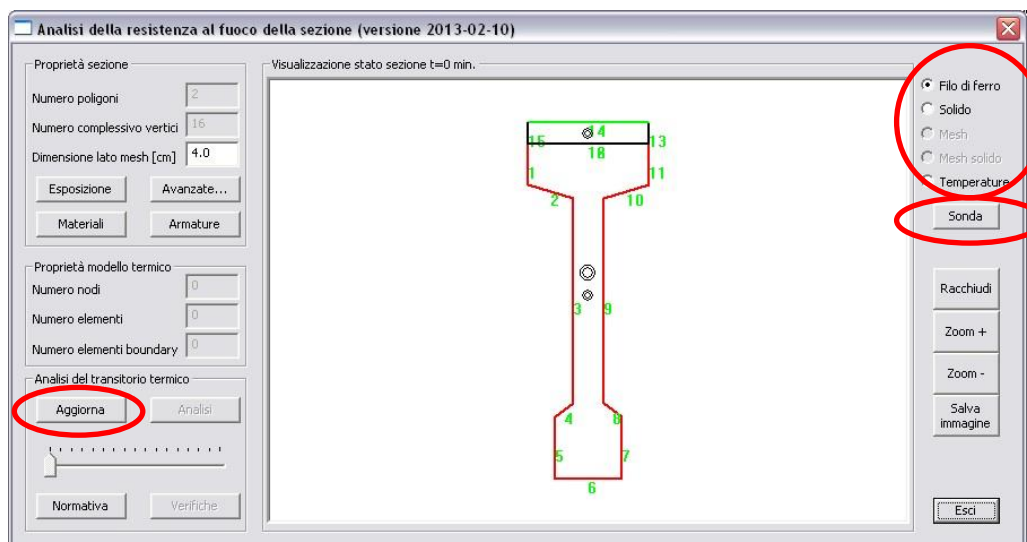 Analisi della resistenza al fuoco della sezione (versione 2013-02-10)
Proprietà sezione
Numero poligoni 2
Numero complessivo vertici 16
Dimensione lato mesh [cm] 4.0
Esposizione Avanzate...
Materiali Armature
Proprietà modello termico
Numero nodi 0
Numero elementi 0
Numero elementi boundary 0
Analisi del transitorio termico
Aggiorna Analisi
Normativa Verifiche
Visualizzazione stato sezione t=0 min.
14
15 13
1 11
2 10
3 9
4 8
5 7
6
Filo di ferro
Solido
Mesh
Mesh solido
Temperature
Sonda
Racchiudi
Zoom +
Zoom -
Salva
immagine
Esci